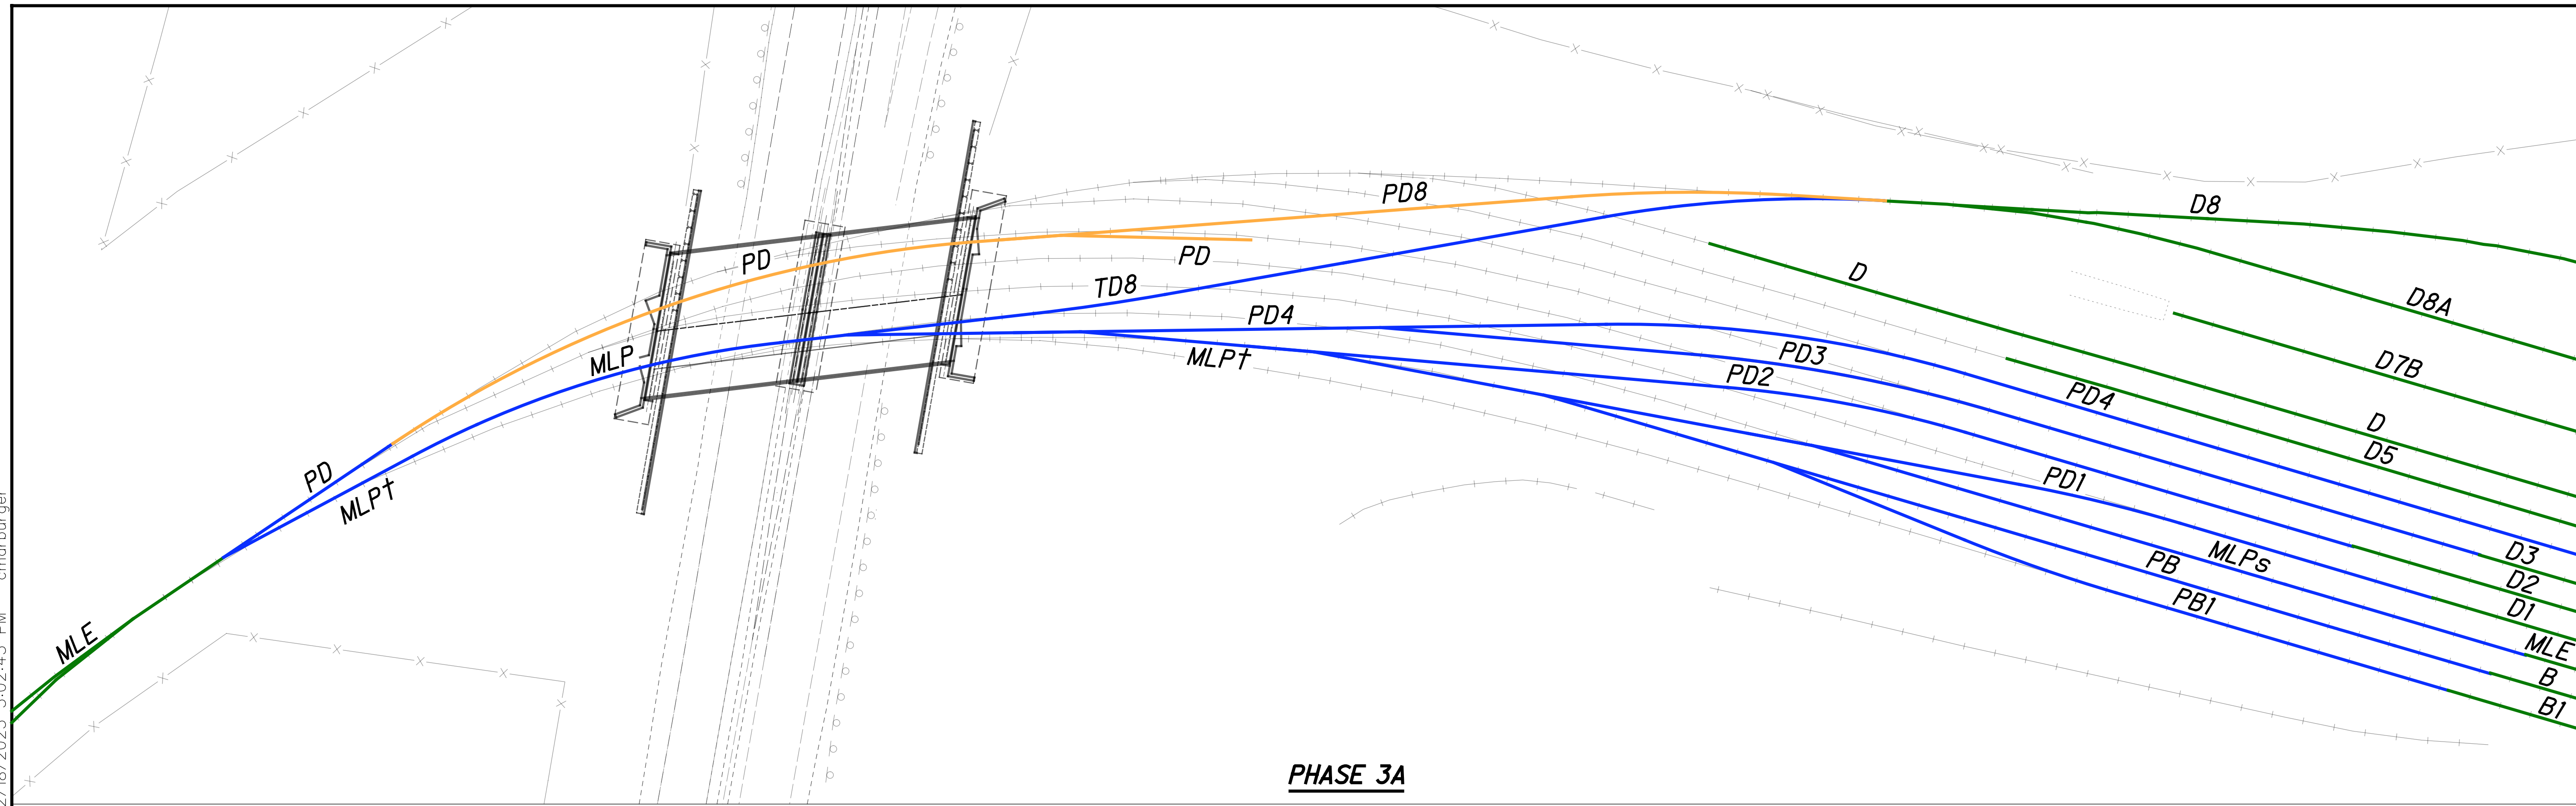 PD8
D8
PD
PD
D
TD8
D8A
PD4
MLP
MLP†
PD3
D7B
PD2
PD4
D
D5
PD
MLP†
PD1
MLPs
D3
PB
D2
PB1
D1
MLE
MLE
B
B1
PHASE 3A